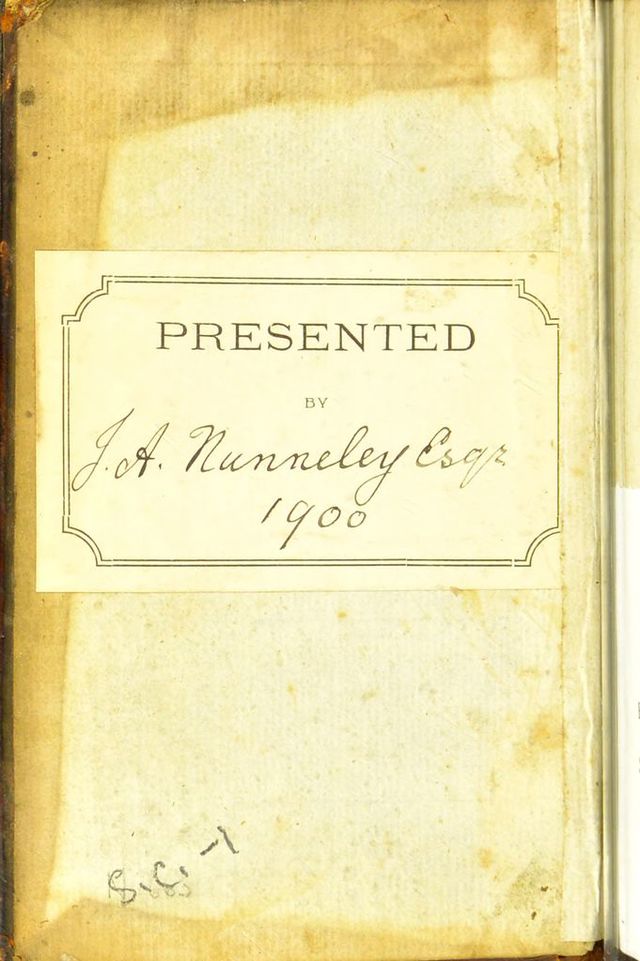 PRESENTED
BY
J. A. Nunneley Esqr
1900